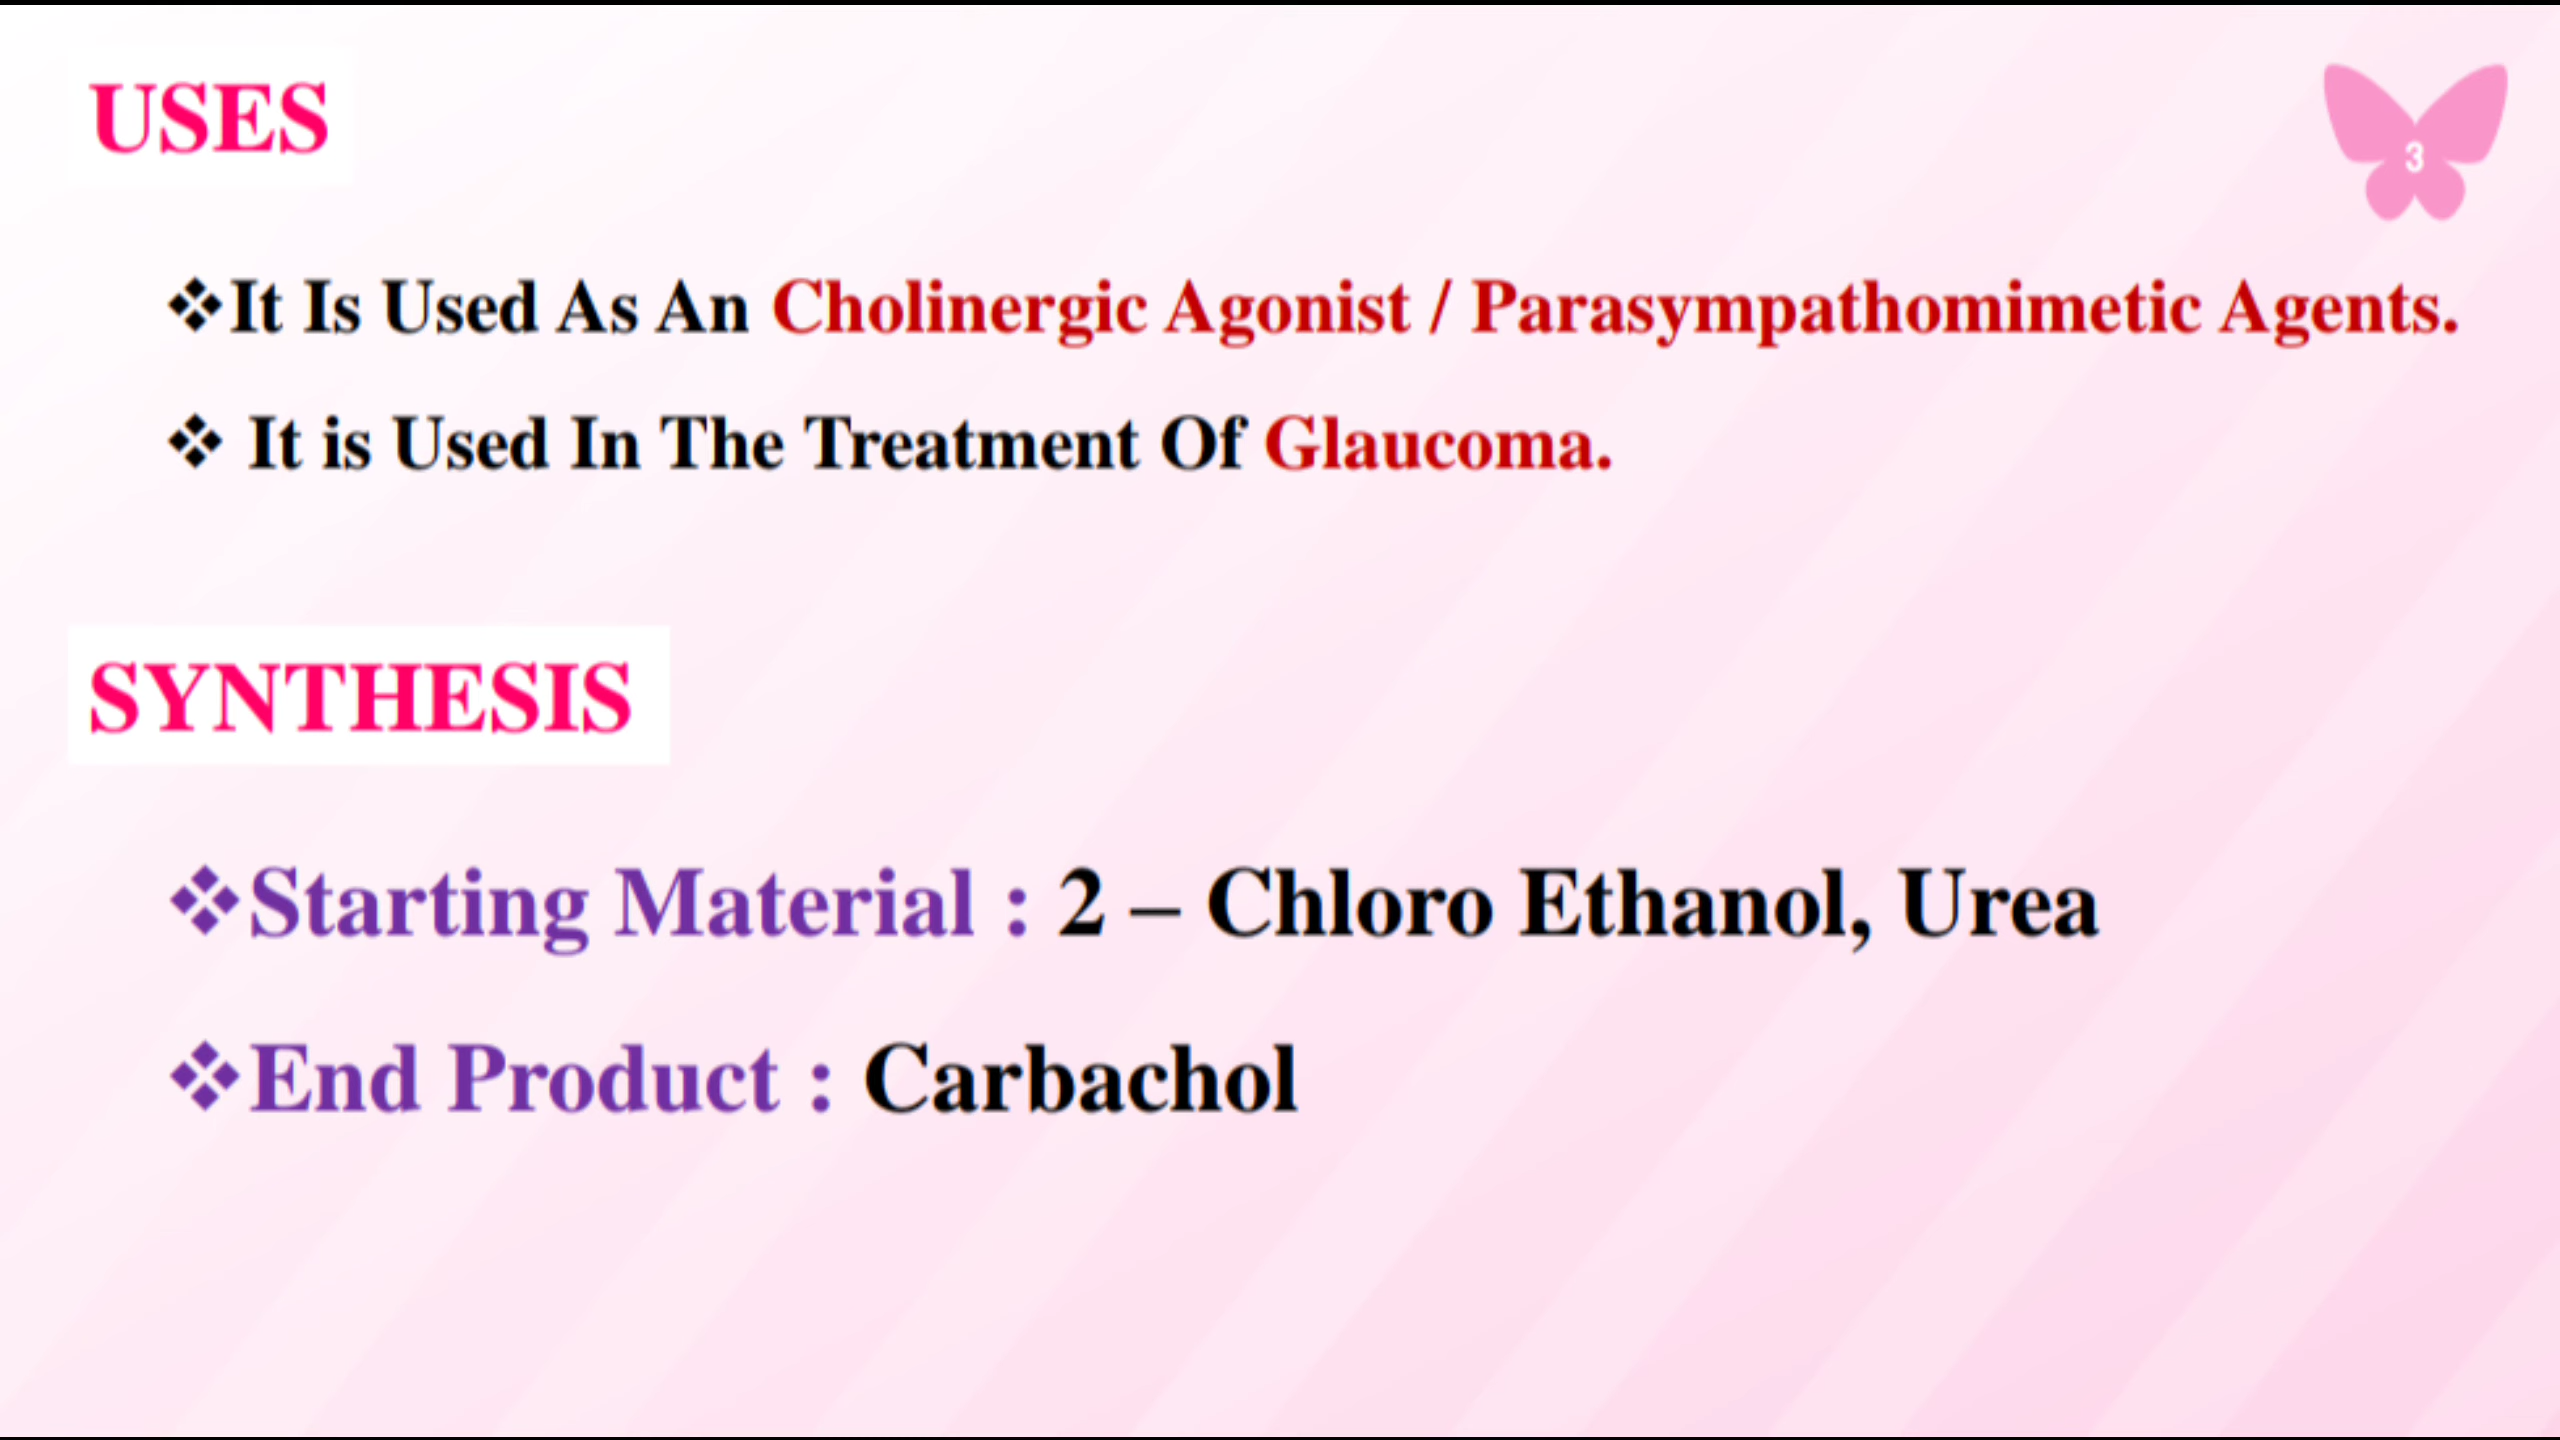 USES
3
❖It Is Used As An Cholinergic Agonist / Parasympathomimetic Agents.
❖ It is Used In The Treatment Of Glaucoma.
SYNTHESIS
❖Starting Material : 2 – Chloro Ethanol, Urea
❖End Product : Carbachol